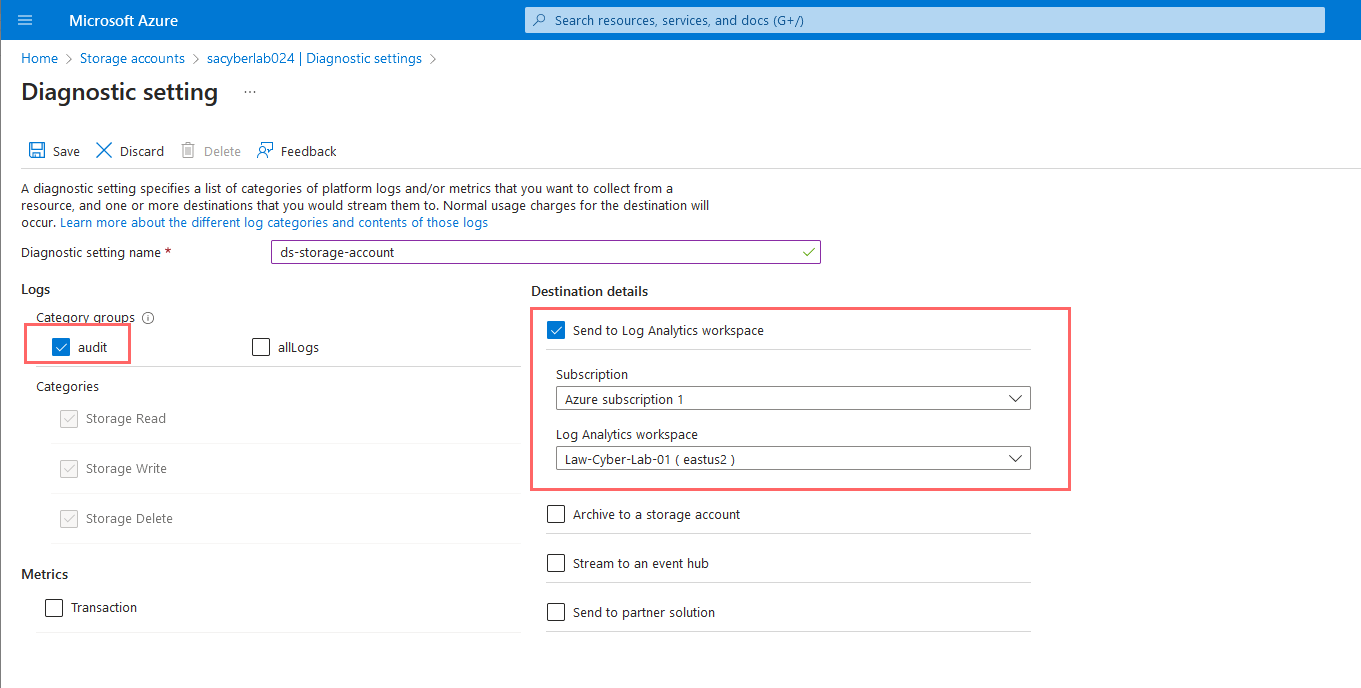 Microsoft Azure
Search resources, services, and docs (G+/)
Home > Storage accounts > sacyberlab024 | Diagnostic settings >
Diagnostic setting ...
Save Discard Delete Feedback
A diagnostic setting specifies a list of categories of platform logs and/or metrics that you want to collect from a
resource, and one or more destinations that you would stream them to. Normal usage charges for the destination will
occur. Learn more about the different log categories and contents of those logs
Diagnostic setting name *
ds-storage-account
Logs
Category groups
audit
allLogs
Categories
Storage Read
Storage Write
Storage Delete
Metrics
Transaction
Destination details
Send to Log Analytics workspace
Subscription
Azure subscription 1
Log Analytics workspace
Law-Cyber-Lab-01 ( eastus2 )
Archive to a storage account
Stream to an event hub
Send to partner solution